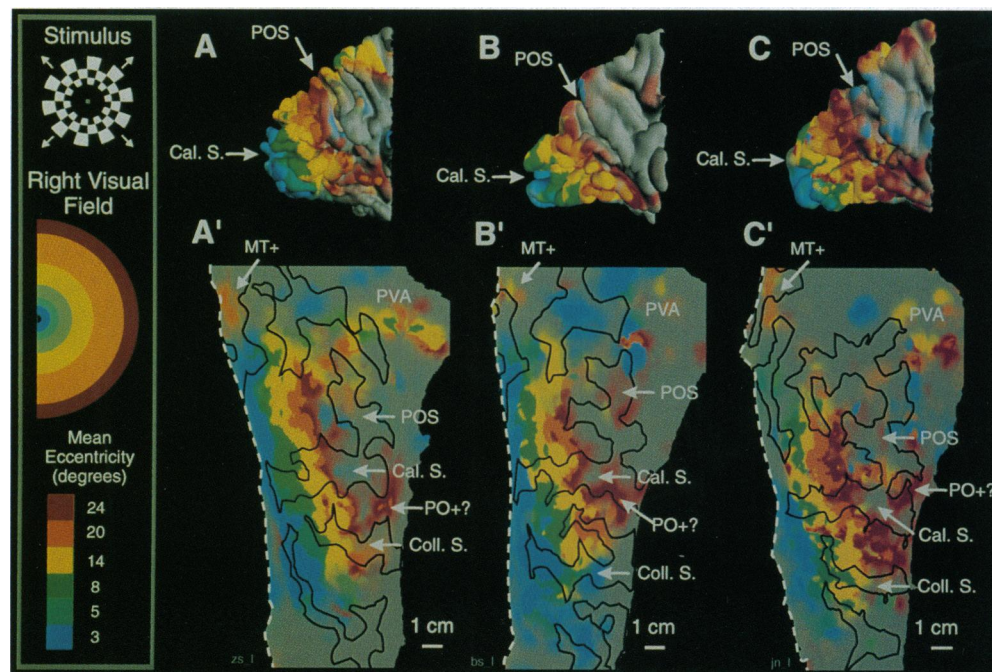 Stimulus
Right Visual
Field
Mean
Eccentricity
(degrees)
24
20
14
8
5
3
A
POS
Cal. S.
B
POS
Cal. S.
C
POS
Cal. S.
A'
MT+
PVA
POS
Cal. S.
PO+?
Coll. S.
1 cm
zs_l
B'
MT+
POS
Cal. S.
PO+?
Coll. S.
1 cm
bs_l
C'
MT+
PVA
POS
PO+?
Cal. S.
Coll. S.
1 cm
jn_l